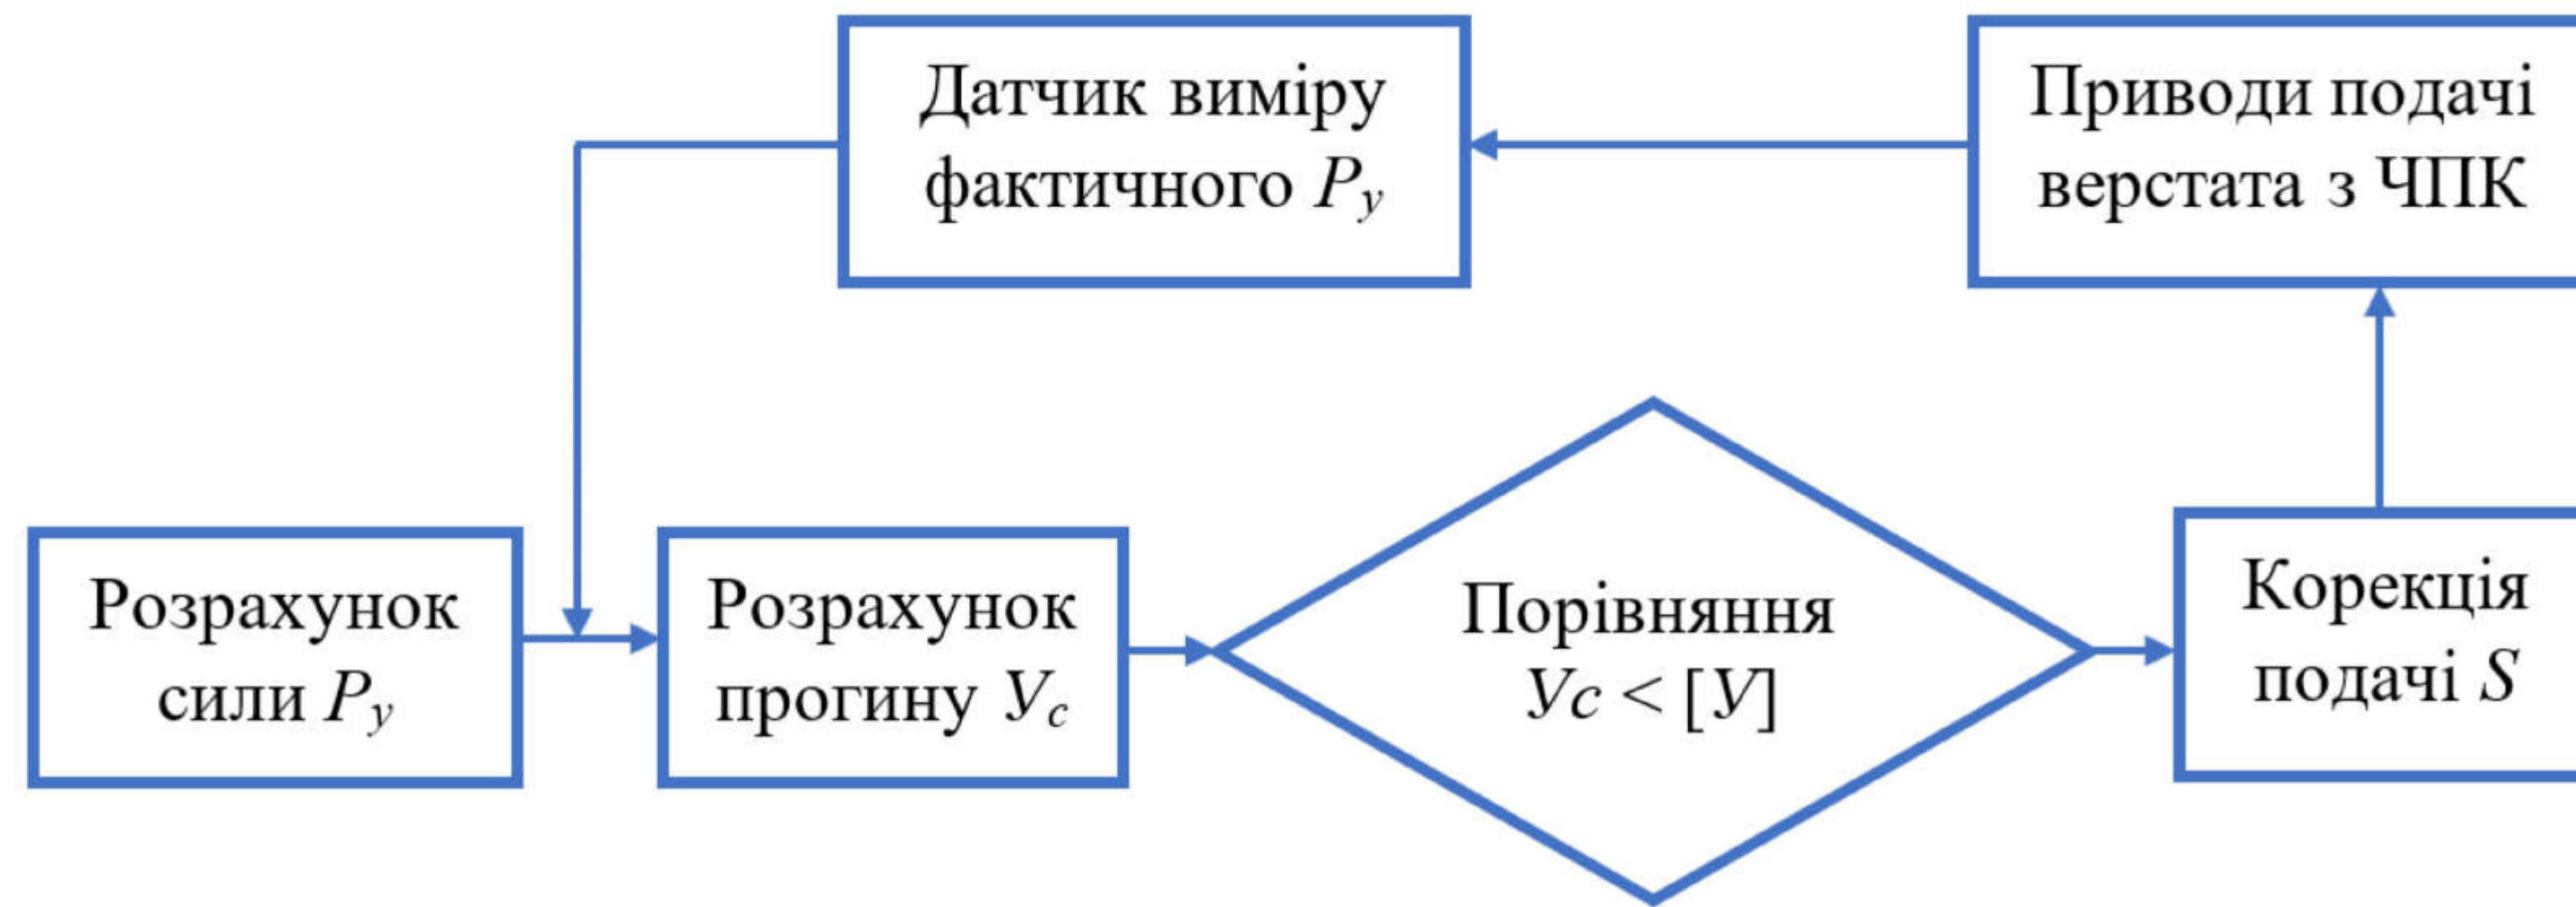 Датчик виміру
фактичного Py
Приводи подачі
верстата з ЧПК
Розрахунок
сили Py
Розрахунок
прогину Ус
Порівняння
Ус < [У]
Корекція
подачі S